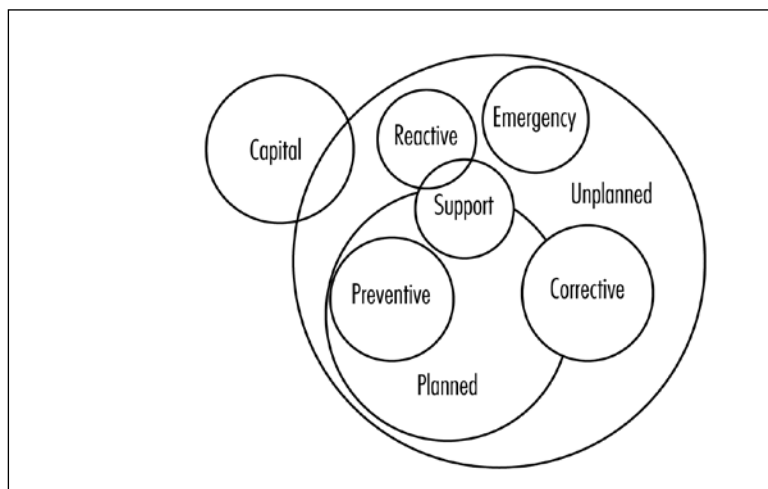 Emergency
Reactive
Capital
Unplanned
Support
Preventive
Corrective
Planned